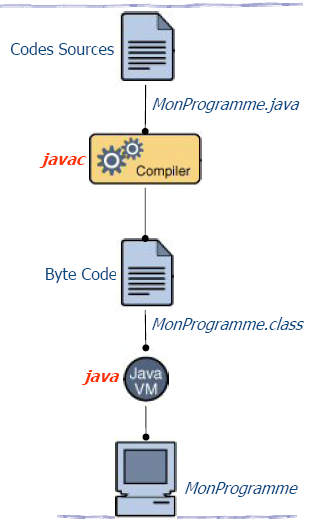 Codes Sources
MonProgramme.java
javac
Compiler
Byte Code
MonProgramme.class
java
Java
VM
MonProgramme